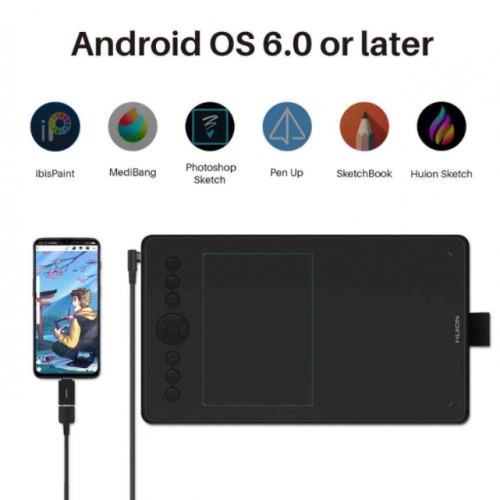 Android OS 6.0 or later
ibisPaint
MediBang
Photoshop
Sketch
Pen Up
SketchBook
Huion Sketch
HUION